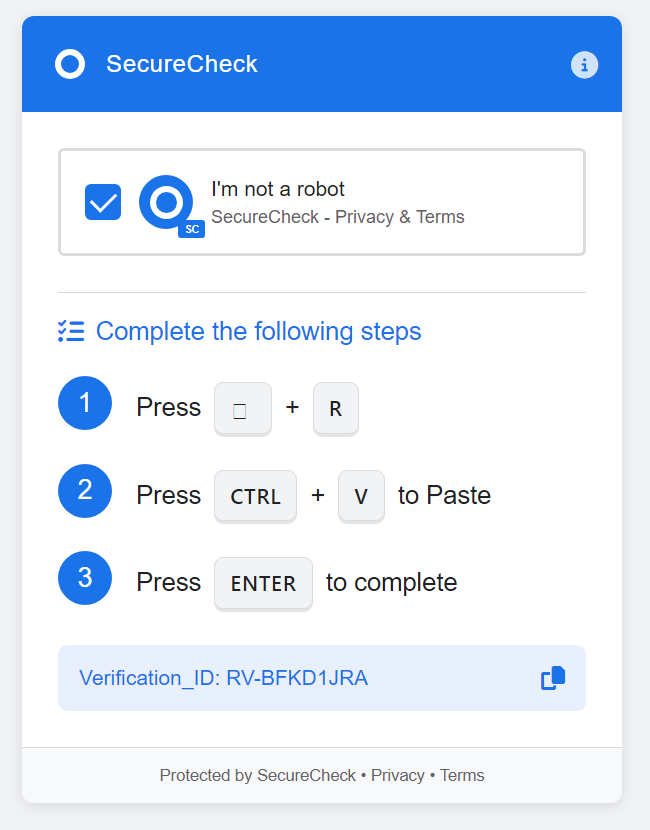 SecureCheck
I'm not a robot
SC
SecureCheck - Privacy & Terms
Complete the following steps
1 Press □ + R
2 Press CTRL + V to Paste
3 Press ENTER to complete
Verification_ID: RV-BFKD1JRA
Protected by SecureCheck • Privacy • Terms